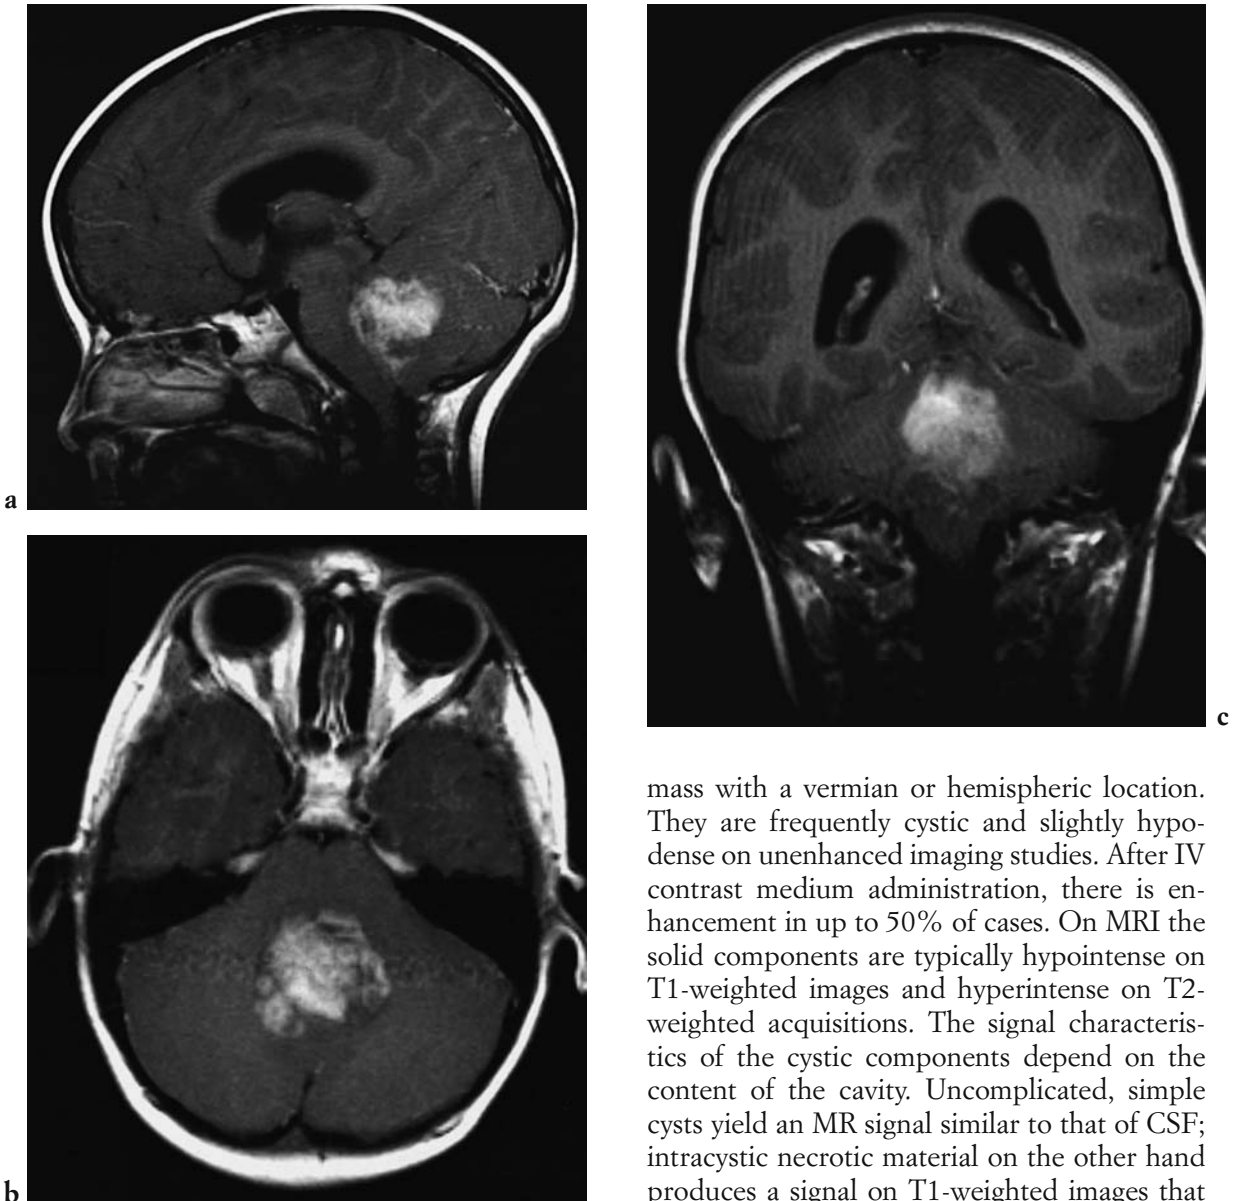 a
b
c
mass with a vermian or hemispheric location.
They are frequently cystic and slightly hypo-
dense on unenhanced imaging studies. After IV
contrast medium administration, there is en-
hancement in up to 50% of cases. On MRI the
solid components are typically hypointense on
T1-weighted images and hyperintense on T2-
weighted acquisitions. The signal characteris-
tics of the cystic components depend on the
content of the cavity. Uncomplicated, simple
cysts yield an MR signal similar to that of CSF;
intracystic necrotic material on the other hand
produces a signal on T1-weighted images that